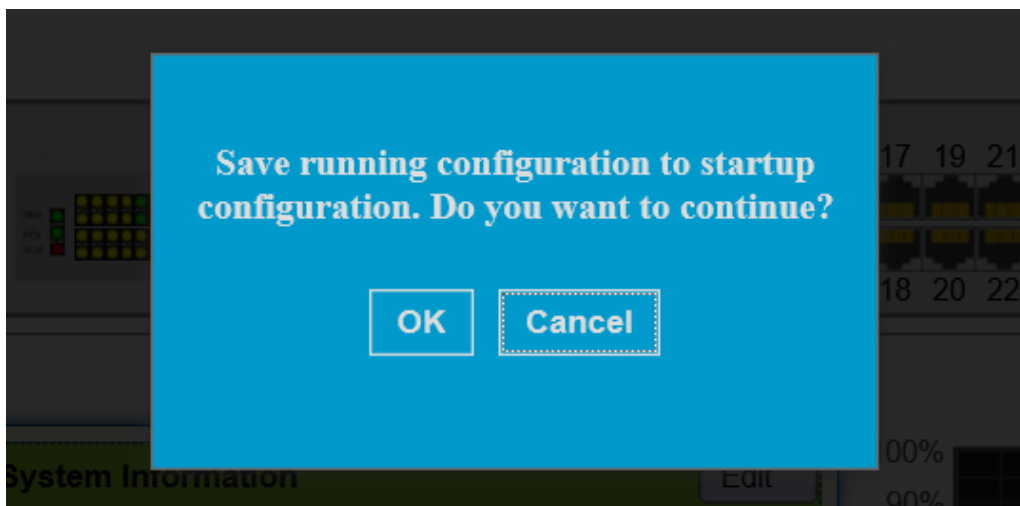 Save running configuration to startup
configuration. Do you want to continue?
OK
Cancel
17 19 21
18 20 22
System Information
Edit
00%
90%